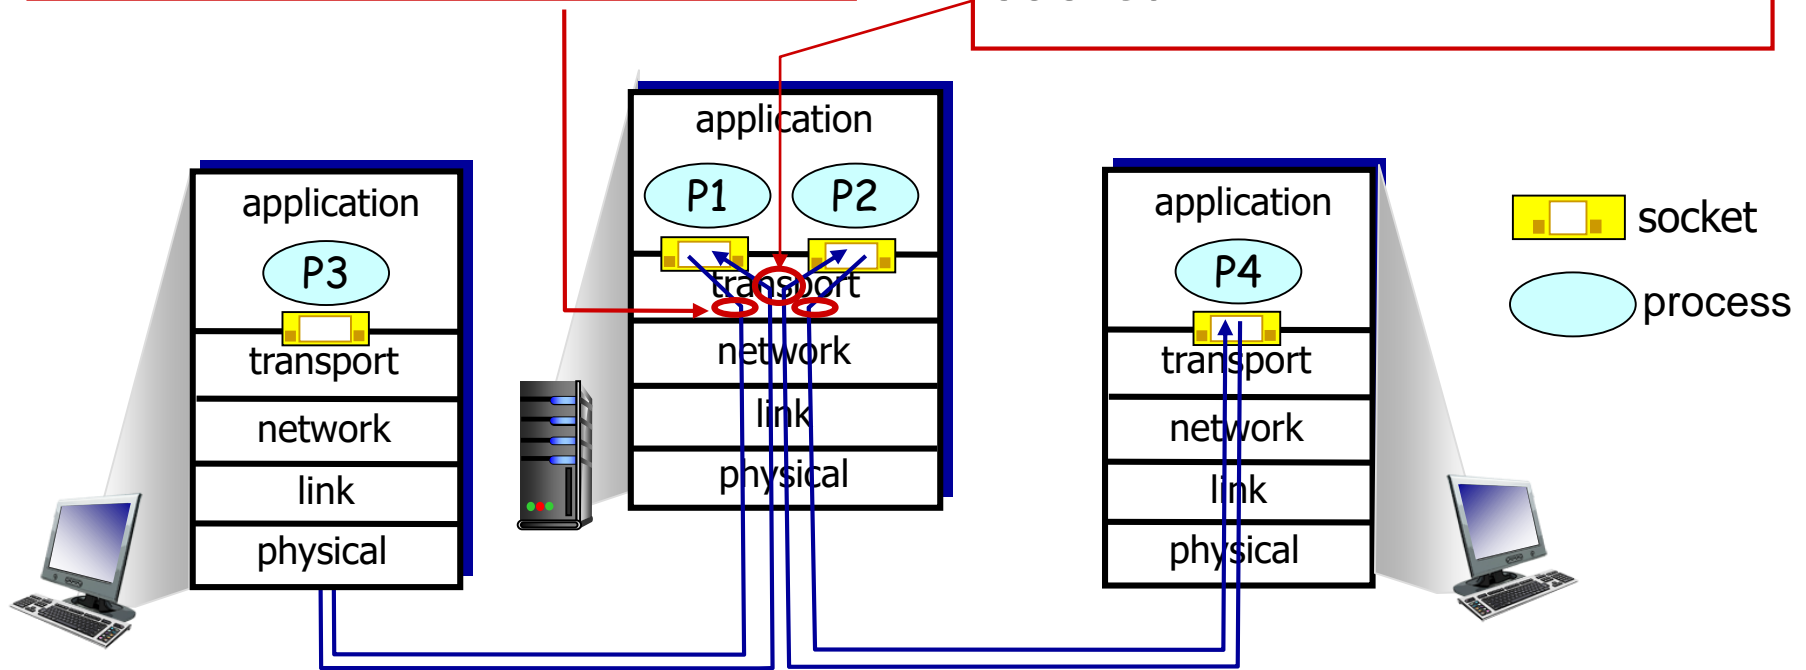 application
P1 P2
transport
network
link
physical
application
P3
transport
network
link
physical
application
P4
transport
network
link
physical
socket
process